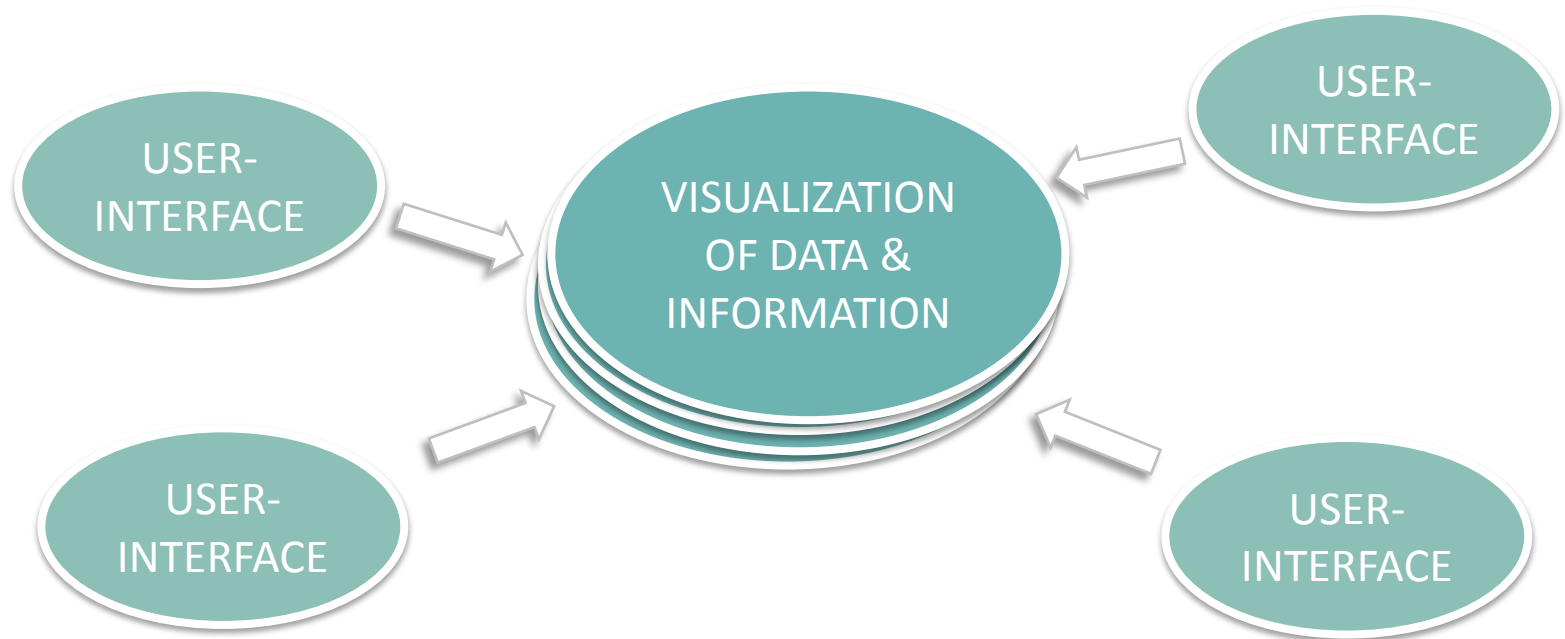 USER-
INTERFACE
VISUALIZATION
OF DATA &
INFORMATION
USER-
INTERFACE
USER-
INTERFACE
USER-
INTERFACE